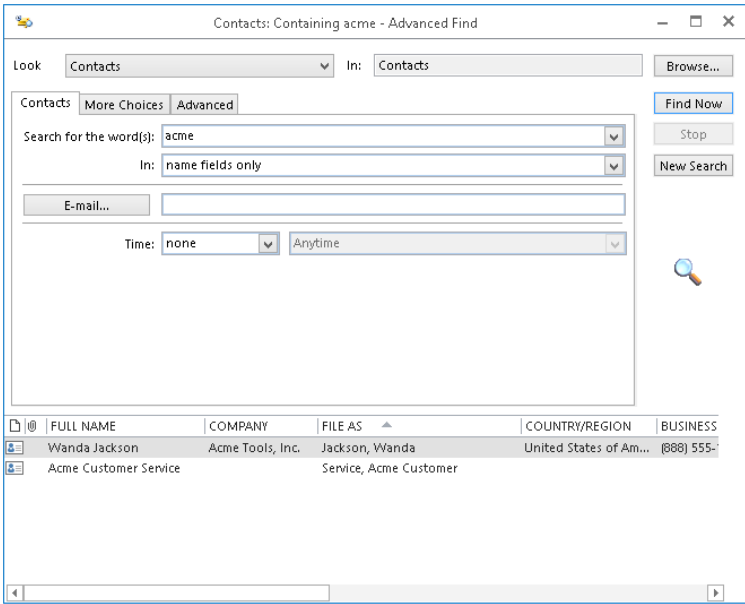 Contacts: Containing acme - Advanced Find
Look Contacts In: Contacts Browse...
Contacts More Choices Advanced Find Now
Search for the word(s): acme Stop
In: name fields only New Search
E-mail...
Time: none Anytime
FULL NAME COMPANY FILE AS COUNTRY/REGION BUSINESS
Wanda Jackson Acme Tools, Inc. Jackson, Wanda United States of Am... (888) 555-
Acme Customer Service Service, Acme Customer